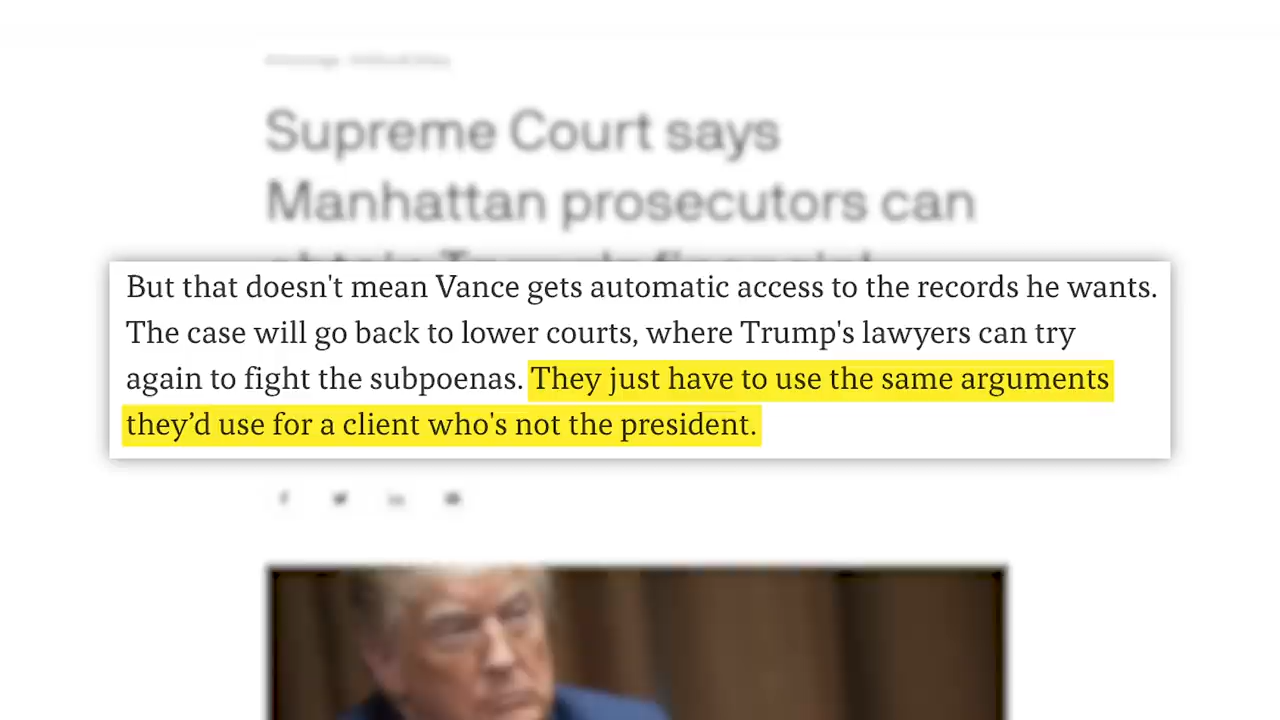 Supreme Court says
Manhattan prosecutors can
But that doesn't mean Vance gets automatic access to the records he wants.
The case will go back to lower courts, where Trump's lawyers can try
again to fight the subpoenas. They just have to use the same arguments
they’d use for a client who's not the president.